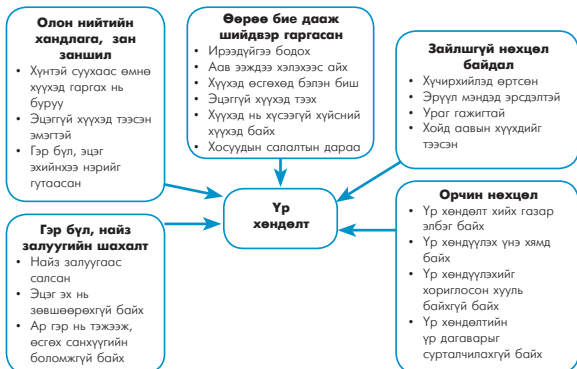 Олон нийтийн
хандлага, зан
заншил
• Хүнтэй суухаас өмнө
хүүхэд гаргах нь
буруу
• Эцэггүй хүүхэд тээсэн
эмэгтэй
• Гэр бүл, эцэг
эхийнхээ нэрийг
гутаасан
Өөрөө бие дааж
шийдвэр гаргасан
• Ирээдүйгээ бодох
• Аав ээждээ хэлэхээс айх
• Хүүхэд өсгөхөд бэлэн биш
• Эцэггүй хүүхэд тээх
• Хүүхэд нь хүсээгүй хүйсний
хүүхэд байх
• Хосуудын салалтын дараа
Зайлшгүй нөхцөл
байдал
• Хүчирхийлэлд өртсөн
• Эрүүл мэндэд эрсдэлтэй
• Ураг гажигтай
• Хойд аавын хүүхдийг
тээсэн
Үр
хөндөлт
Гэр бүл, найз
залуугийн шахалт
• Найз залуугаас
салсан
• Эцэг эх нь
зөвшөөрөхгүй байх
• Ар гэр нь тэжээж,
өсгөх санхүүгийн
боломжгүй байх
Орчин нөхцөл
• Үр хөндөлт хийх газар
элбэг байх
• Үр хөндүүлэх үнэ хямд
байх
• Үр хөндүүлэхийг
хориглосон хууль
байхгүй байх
• Үр хөндөлтийн
үр дагаварыг
сурталчилахгүй байх